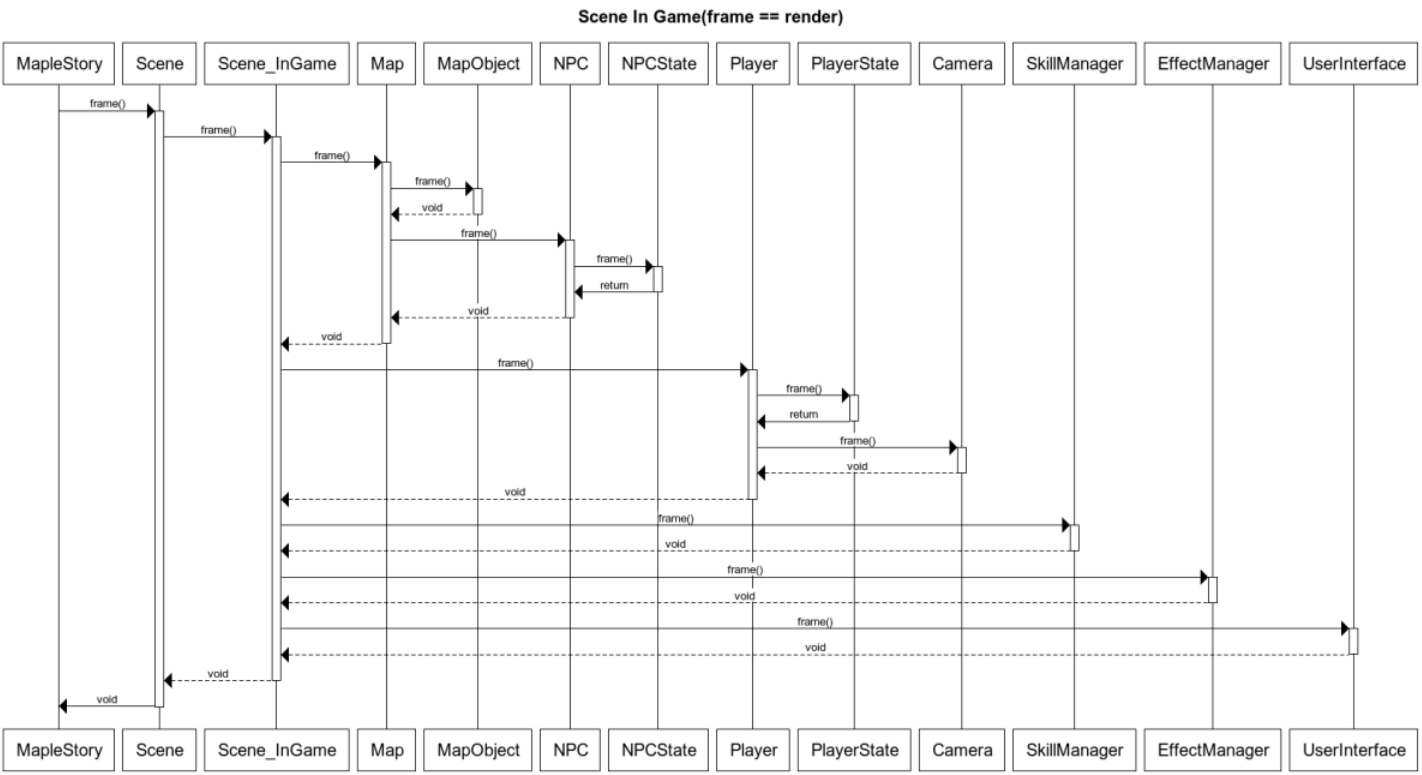 Scene In Game(frame == render)
MapleStory Scene Scene_InGame Map MapObject NPC NPCState Player PlayerState Camera SkillManager EffectManager UserInterface
frame()
frame()
frame()
frame()
void
frame()
frame()
return
void
void
frame()
frame()
return
frame()
void
void
frame()
void
frame()
void
frame()
void
void
void
MapleStory Scene Scene_InGame Map MapObject NPC NPCState Player PlayerState Camera SkillManager EffectManager UserInterface